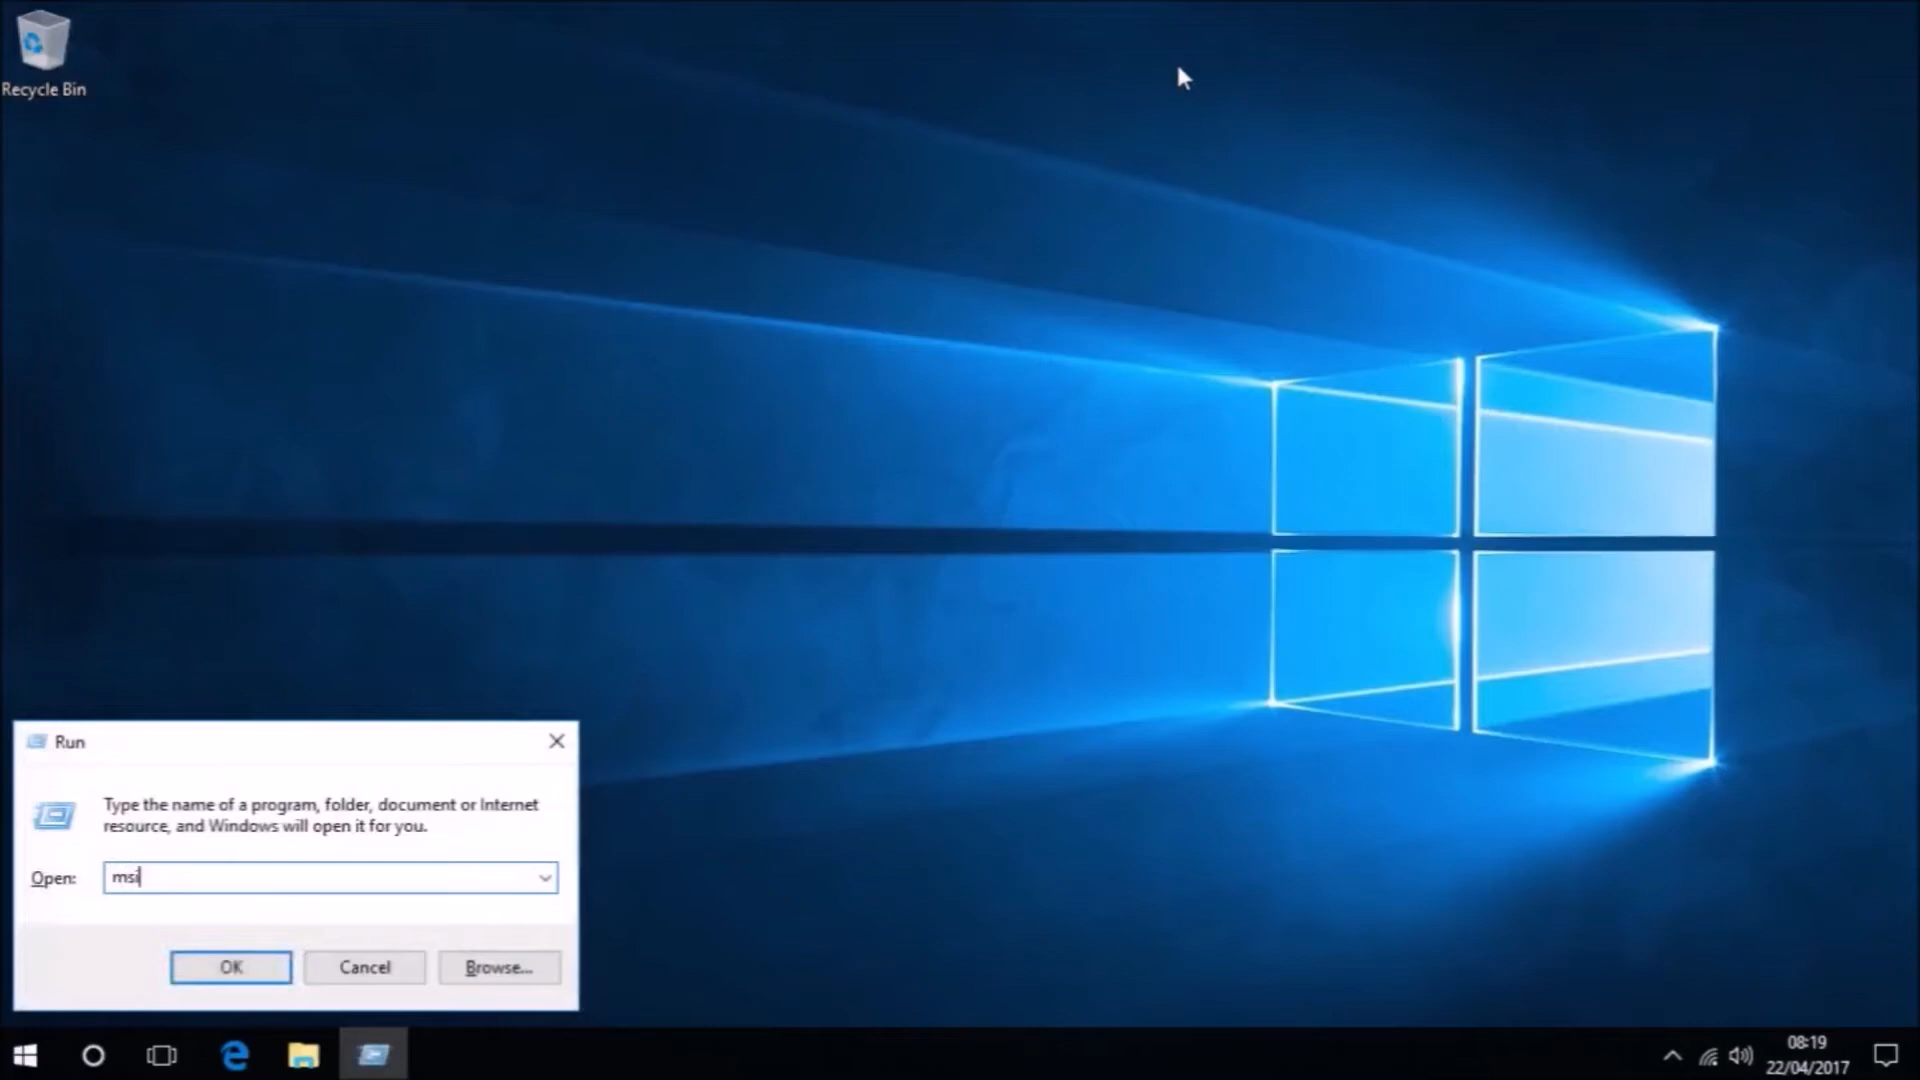 Recycle Bin
Run
Type the name of a program, folder, document or Internet
resource, and Windows will open it for you.
Open:
msi
OK
Cancel
Browse...
08:19
22/04/2017